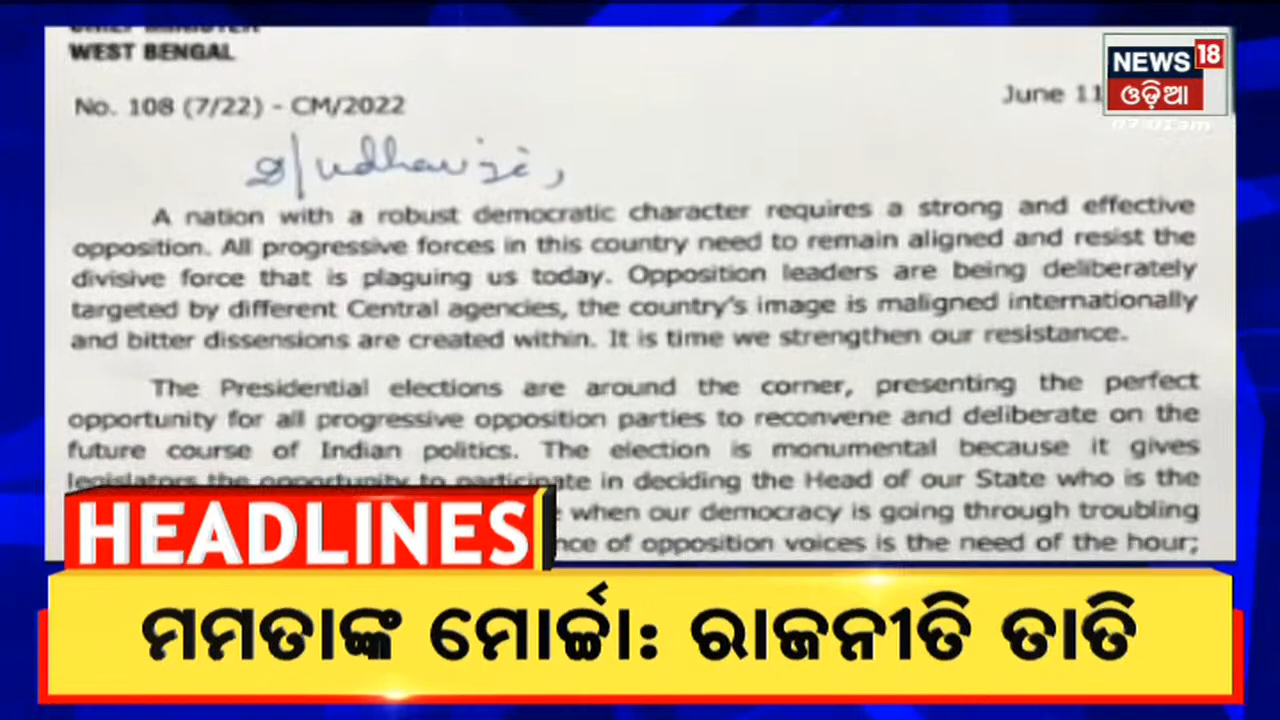 CHIEF MINISTER
WEST BENGAL
NEWS 18
ଓଡ଼ିଆ
No. 108 (7/22) - CM/2022
June 11
A nation with a robust democratic character requires a strong and effective
opposition. All progressive forces in this country need to remain aligned and resist the
divisive force that is plaguing us today. Opposition leaders are being deliberately
targeted by different Central agencies, the country's image is maligned internationally
and bitter dissensions are created within. It is time we strengthen our resistance.
The Presidential elections are around the corner, presenting the perfect
opportunity for all progressive opposition parties to reconvene and deliberate on the
future course of Indian politics. The election is monumental because it gives
legislators the opportunity to participate in deciding the Head of our State who is the
when our democracy is going through troubling
of opposition voices is the need of the hour;
HEADLINES
ମମତାଙ୍କ ମୋର୍ଚ୍ଚା: ରାଜନୀତି ତାତି